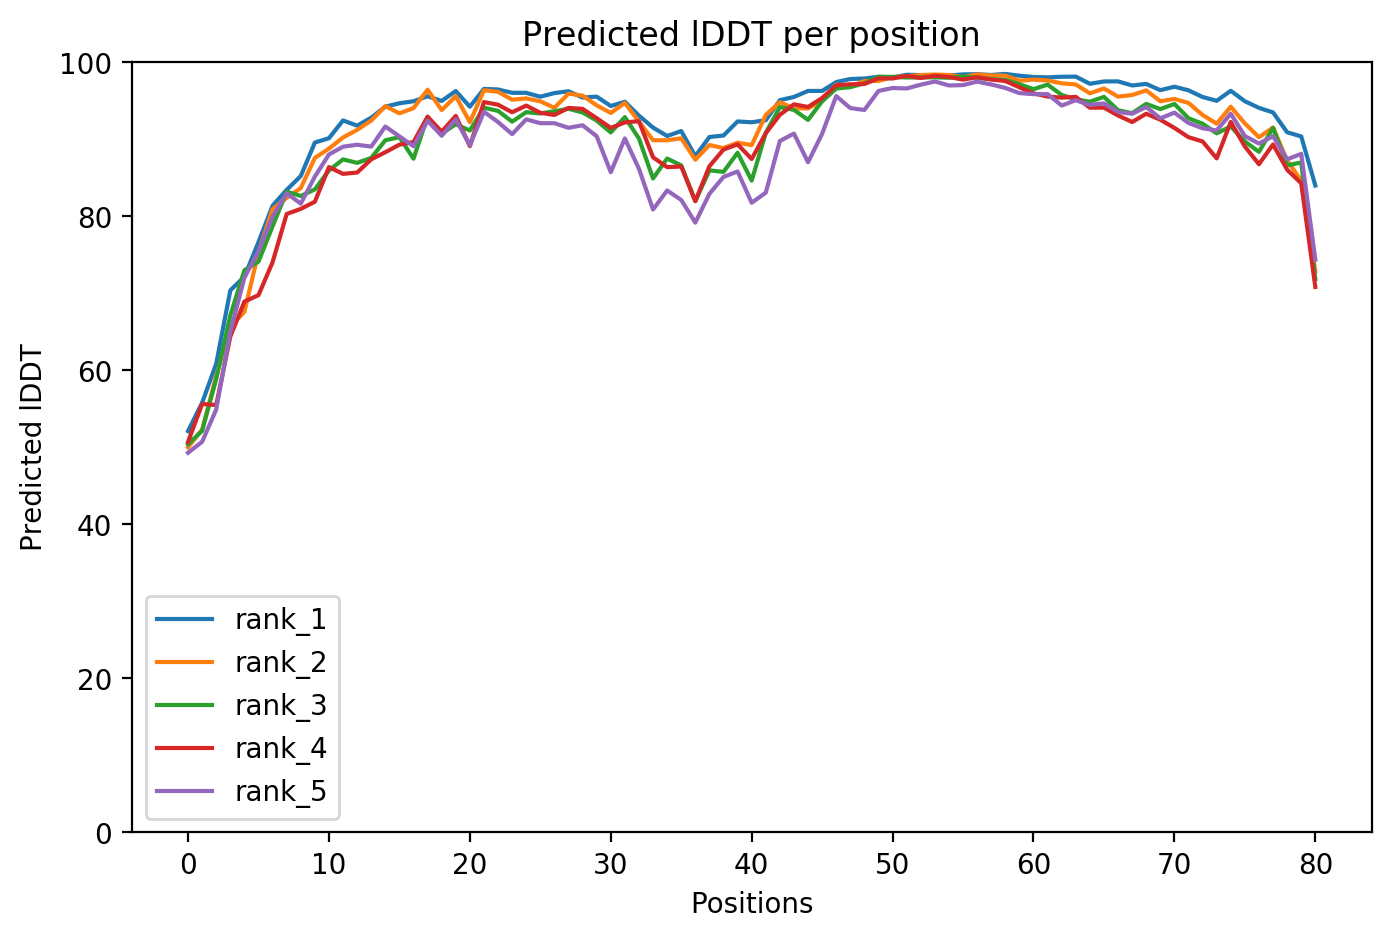 Predicted lDDT per position
Predicted lDDT
100
80
60
40
20
0
rank_1
rank_2
rank_3
rank_4
rank_5
0 10 20 30 40 50 60 70 80
Positions